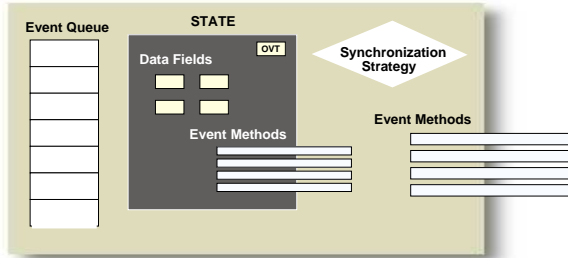 Event Queue
STATE
OVT
Data Fields
Event Methods
Synchronization
Strategy
Event Methods